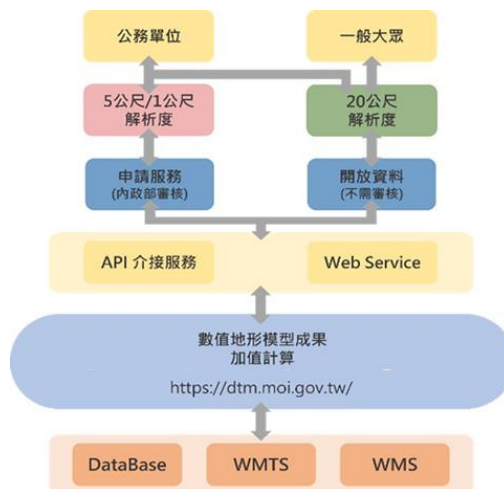 公務單位
一般大眾
5公尺/1公尺
解析度
20公尺
解析度
申請服務
(內政部審核)
開放資料
(不需審核)
API 介接服務
Web Service
數值地形模型成果
加值計算
https://dtm.moi.gov.tw/
DataBase
WMTS
WMS